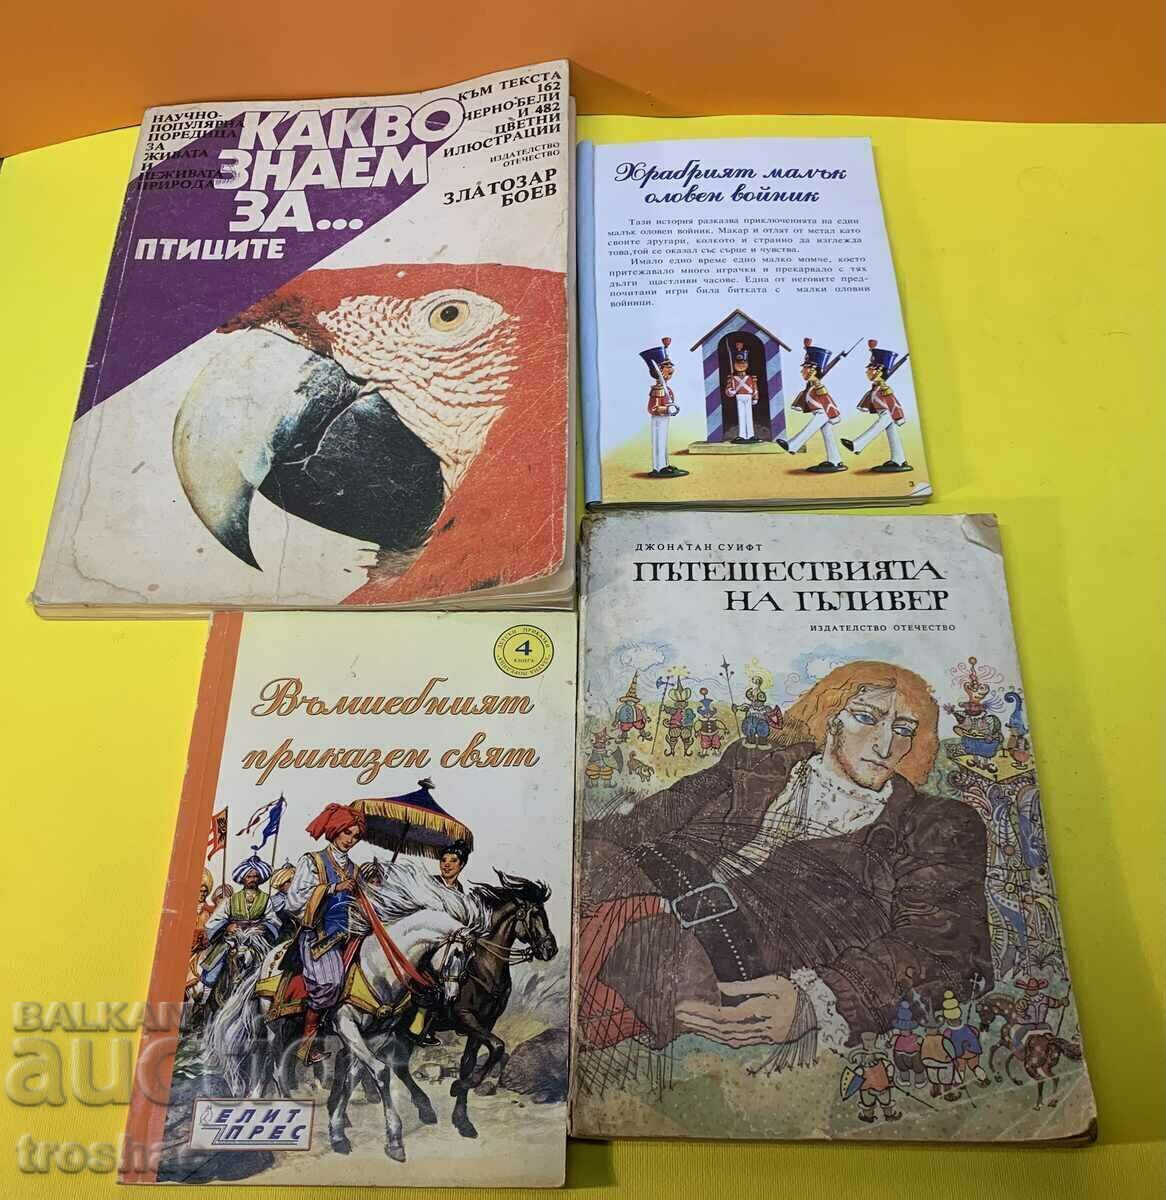 НАУЧНО-
ПОПУЛЯРНА
ПОРЕДИЦА
ЗА
ЖИВАТА
И
НЕЖИВАТА
ПРИРОДА
КАКВО
ЗНАЕМ
ЗА...
ПТИЦИТЕ
КЪМ ТЕКСТА
162
ЧЕРНО-БЕЛИ
И 482
ЦВЕТНИ
ИЛЮСТРАЦИИ
ИЗДАТЕЛСТВО
ОТЕЧЕСТВО
ЗЛАТОЗАР
БОЕВ
Храбрият малък
оловен войник
Тази история разказва приключенията на един
малък оловен войник. Макар и отлят от метал като
своите другари, колкото и странно да изглежда
това,той се оказал със сърце и чувства.
Имало едно време едно малко момче, което
притежавало много играчки и прекарвало с тях
дълги щастливи часове. Една от неговите пред-
почитани игри била битката с малки оловни
войници.
3
ДЖОНАТАН СУИФТ
ПЪТЕШЕСТВИЯТА
НА ГЪЛИВЕР
ИЗДАТЕЛСТВО ОТЕЧЕСТВО
4
КНИГА
Вълшебният
приказен свят
ЕЛИТ
ПРЕС
BALKAN
auction
troshac